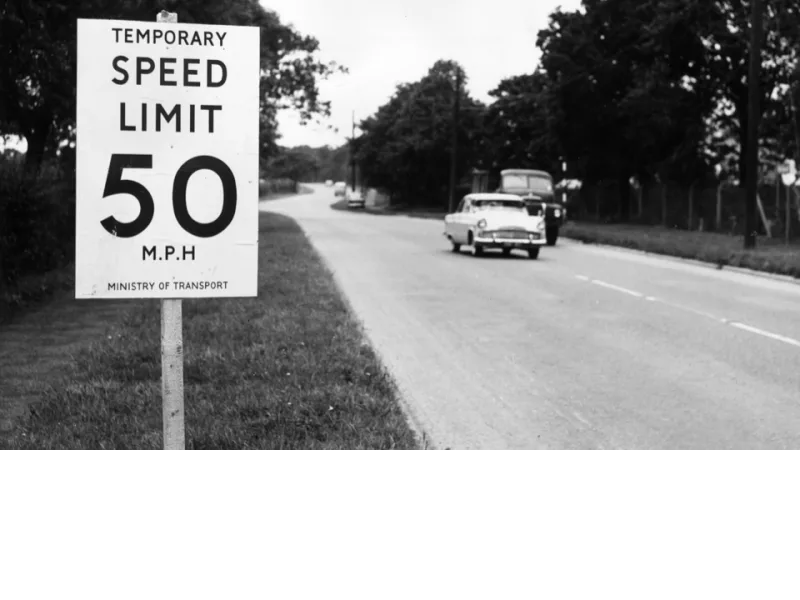 TEMPORARY
SPEED
LIMIT
50
M.P.H
MINISTRY OF TRANSPORT